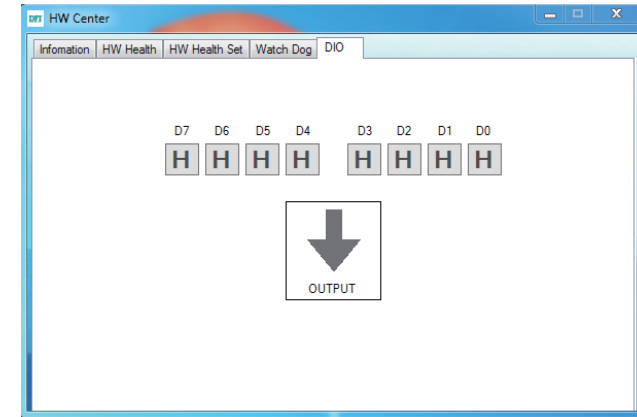 DFI HW Center
Infomation HW Health HW Health Set Watch Dog DIO
D7 D6 D5 D4 D3 D2 D1 D0
H H H H H H H H
OUTPUT